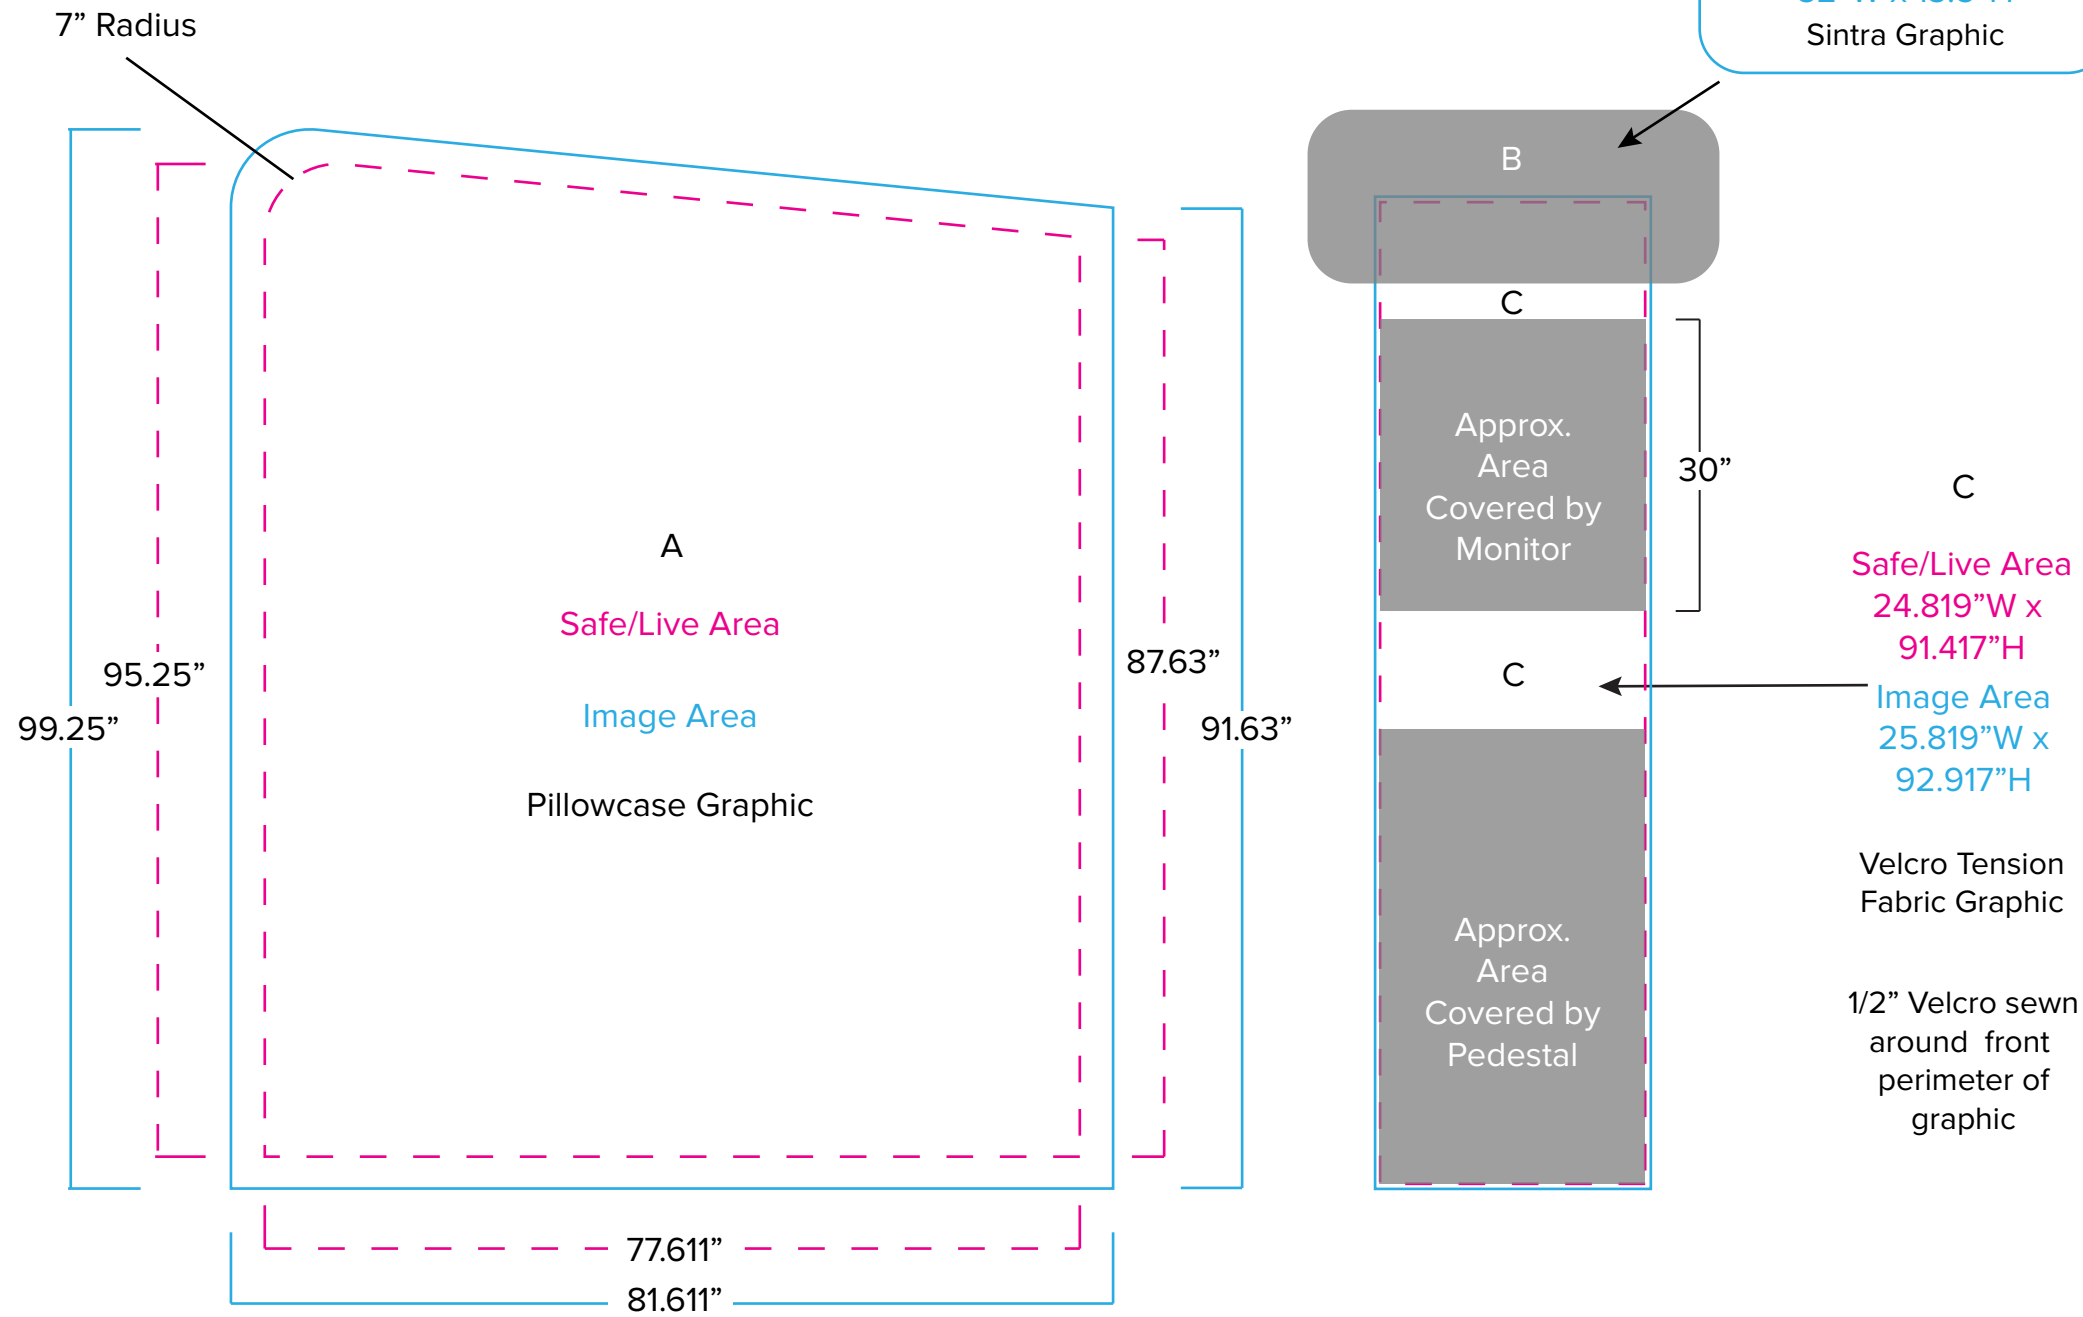 7” Radius
Sintra Graphic
B
C
Approx.
Area
Covered by
Monitor
30”
C
A
Safe/Live Area
Image Area
Pillowcase Graphic
95.25”
99.25”
87.63”
91.63”
77.611”
81.611”
C
Safe/Live Area
24.819”W x
91.417”H
Image Area
25.819”W x
92.917”H
Velcro Tension
Fabric Graphic
1/2” Velcro sewn
around front
perimeter of
graphic
Approx.
Area
Covered by
Pedestal